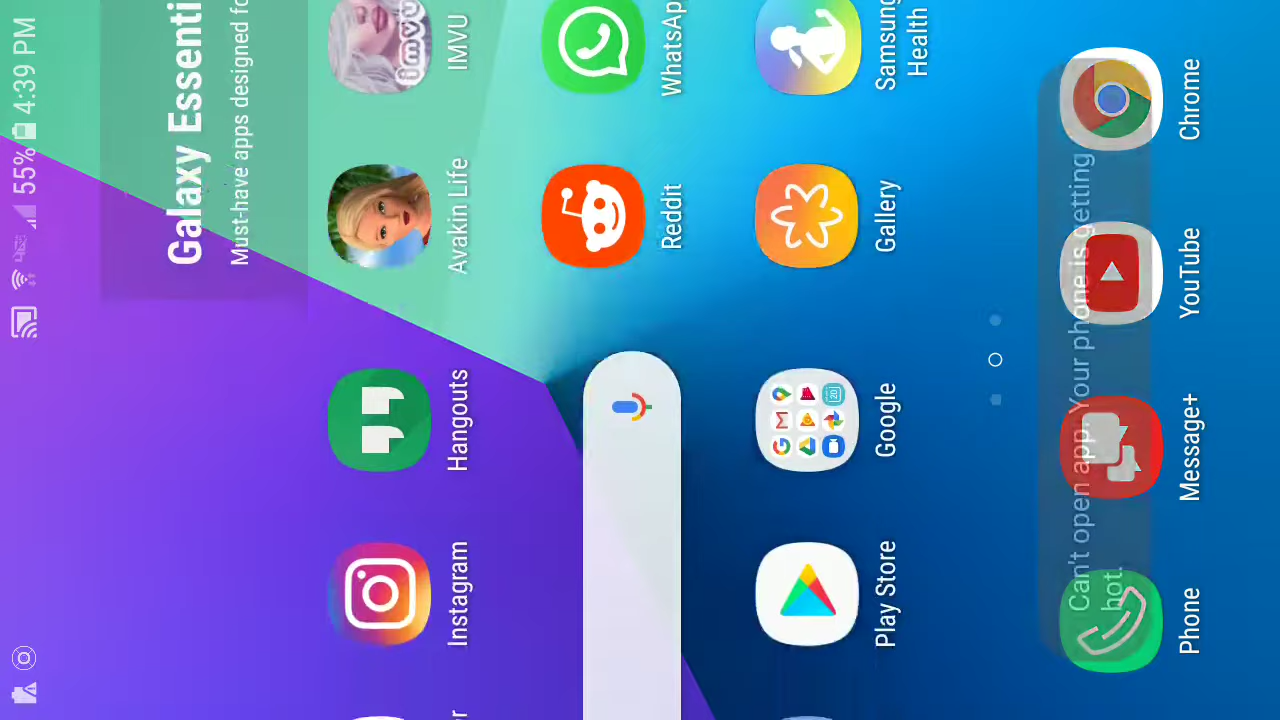 55% 4:39 PM
Galaxy Essenti
Must-have apps designed fo
Instagram
Hangouts
Avakin Life
IMVU
imvu
Reddit
WhatsAp
Play Store
Google
Gallery
Samsung
Health
Can't open app. Your phone is getting
hot.
Phone
Message+
YouTube
Chrome